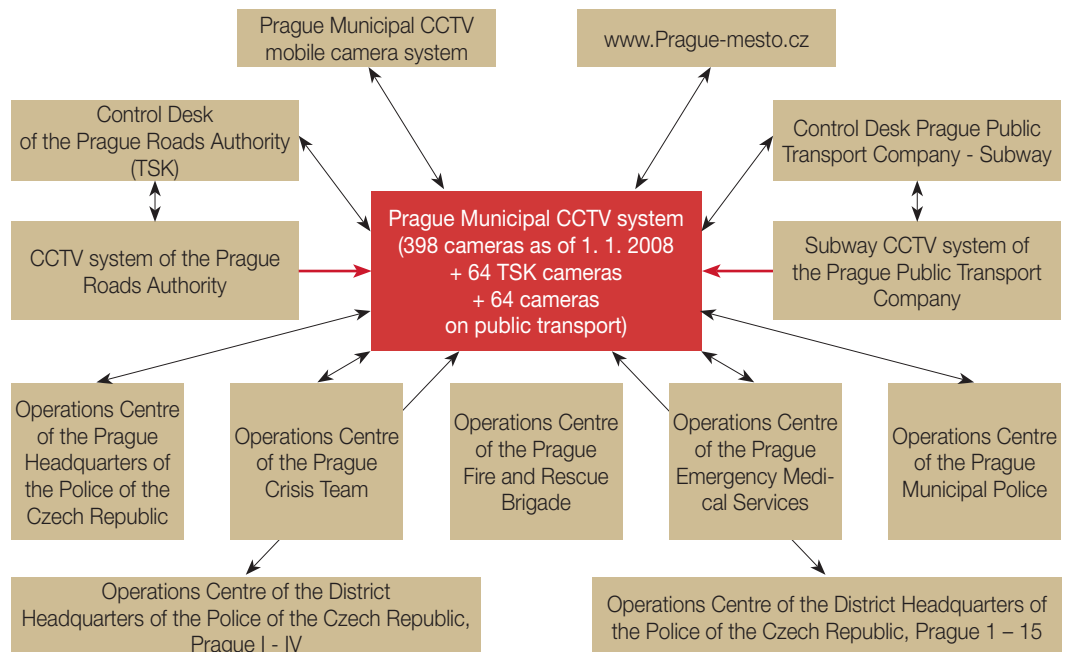 Prague Municipal CCTV
mobile camera system
www.Prague-mesto.cz
Control Desk
of the Prague Roads Authority
(TSK)
Control Desk Prague Public
Transport Company - Subway
CCTV system of the Prague
Roads Authority
Prague Municipal CCTV system
(398 cameras as of 1. 1. 2008
+ 64 TSK cameras
+ 64 cameras
on public transport)
Subway CCTV system of
the Prague Public Transport
Company
Operations Centre
of the Prague
Headquarters of
the Police of the
Czech Republic
Operations Centre
of the Prague
Crisis Team
Operations Centre
of the Prague
Fire and Rescue
Brigade
Operations Centre
of the Prague
Emergency Medi-
cal Services
Operations Centre
of the Prague
Municipal Police
Operations Centre of the District
Headquarters of the Police of the Czech Republic,
Prague I - IV
Operations Centre of the District Headquarters of
the Police of the Czech Republic, Prague 1 – 15